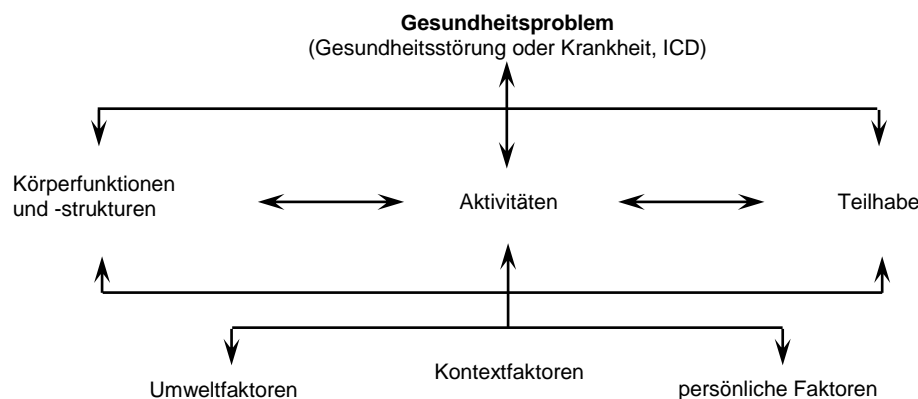 Gesundheitsproblem
(Gesundheitsstörung oder Krankheit, ICD)
Körperfunktionen
und -strukturen
Aktivitäten
Teilhabe
Umweltfaktoren
Kontextfaktoren
persönliche Faktoren